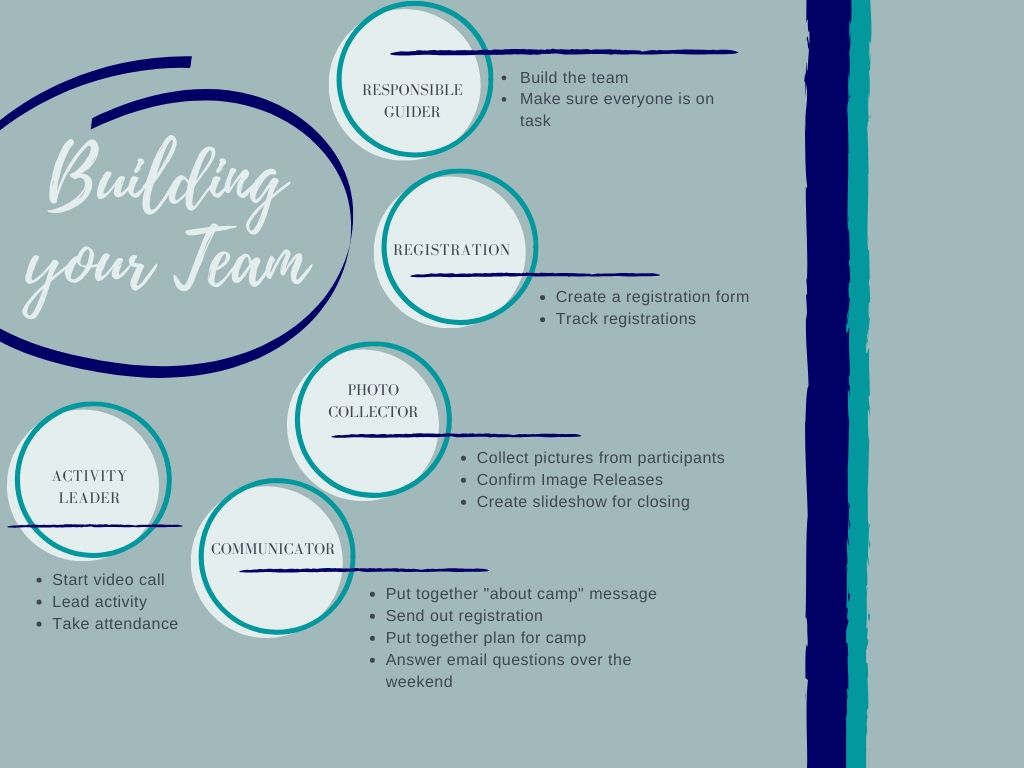 Building
your Team
RESPONSIBLE
GUIDER
• Build the team
• Make sure everyone is on
task
REGISTRATION
• Create a registration form
• Track registrations
PHOTO
COLLECTOR
• Collect pictures from participants
• Confirm Image Releases
• Create slideshow for closing
COMMUNICATOR
• Put together "about camp" message
• Send out registration
• Put together plan for camp
• Answer email questions over the
weekend
ACTIVITY
LEADER
• Start video call
• Lead activity
• Take attendance